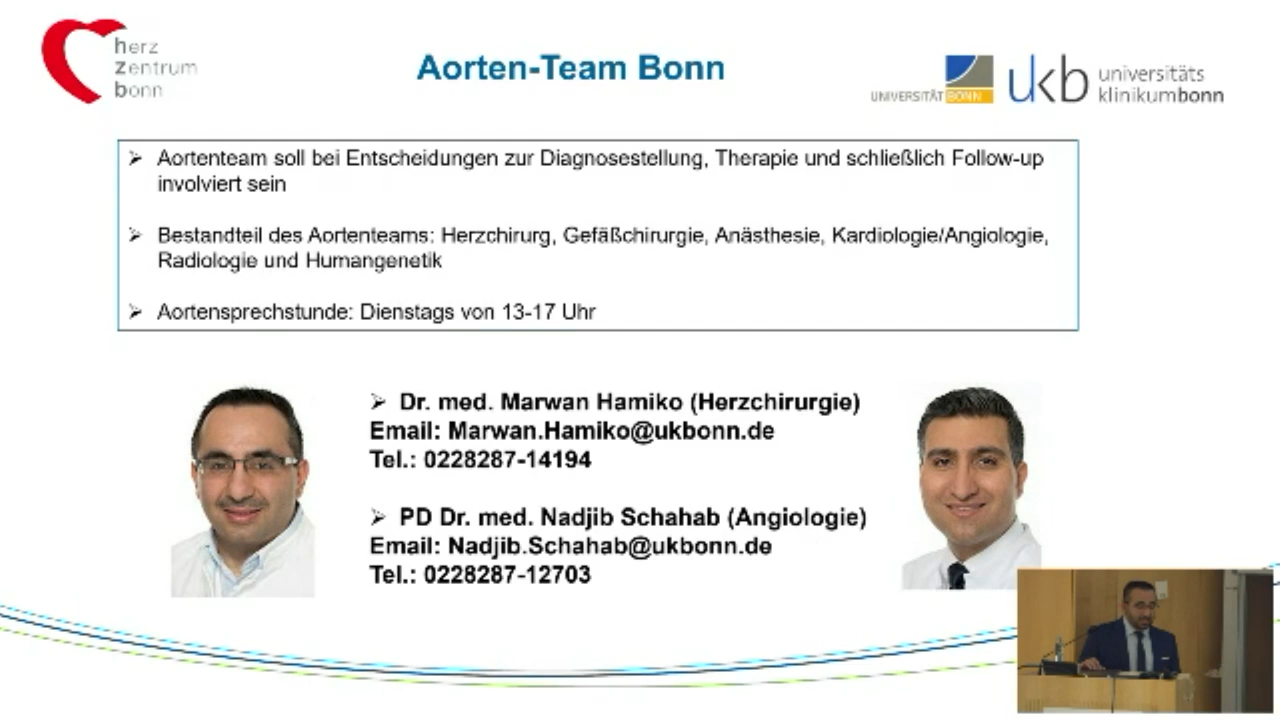 herz
zentrum
bonn
Aorten-Team Bonn
UNIVERSITÄT BONN
ukb universitäts
klinikumbonn
➢ Aortenteam soll bei Entscheidungen zur Diagnosestellung, Therapie und schließlich Follow-up
involviert sein
➢ Bestandteil des Aortenteams: Herzchirurg, Gefäßchirurgie, Anästhesie, Kardiologie/Angiologie,
Radiologie und Humangenetik
➢ Aortensprechstunde: Dienstags von 13-17 Uhr
➢ Dr. med. Marwan Hamiko (Herzchirurgie)
Email: Marwan.Hamiko@ukbonn.de
Tel.: 0228287-14194
➢ PD Dr. med. Nadjib Schahab (Angiologie)
Email: Nadjib.Schahab@ukbonn.de
Tel.: 0228287-12703